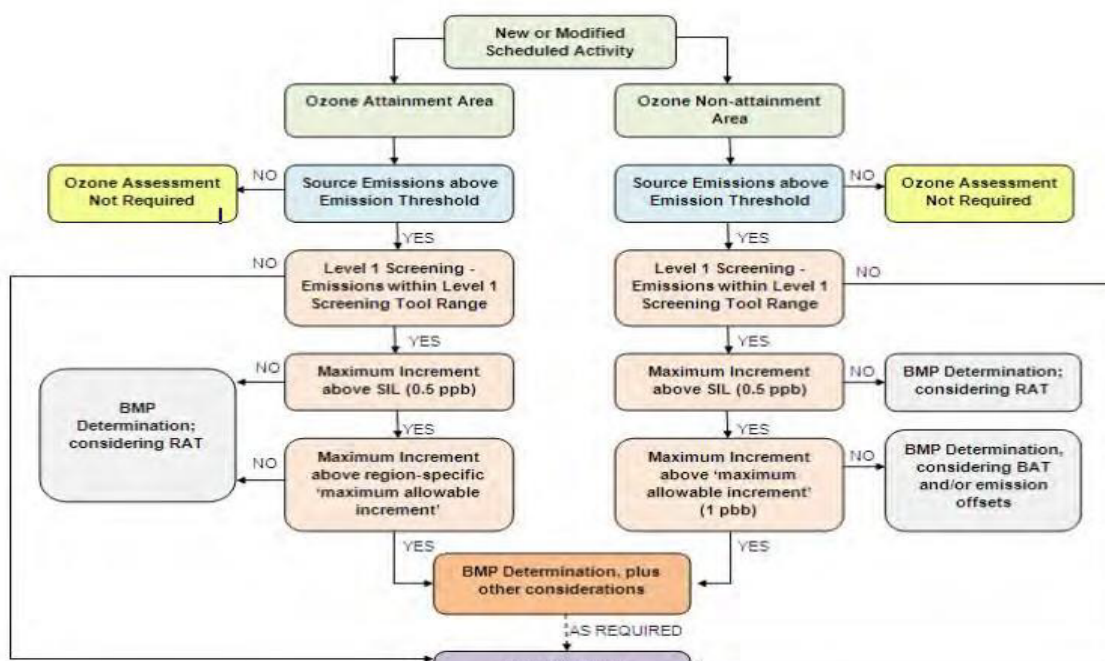 New or Modified
Scheduled Activity
Ozone Attainment Area
Ozone Non-attainment
Area
Ozone Assessment
Not Required
NO
Source Emissions above
Emission Threshold
Source Emissions above
Emission Threshold
NO
Ozone Assessment
Not Required
YES
YES
NO
Level 1 Screening -
Emissions within Level 1
Screening Tool Range
Level 1 Screening -
Emissions within Level 1
Screening Tool Range
NO
YES
YES
BMP
Determination;
considering RAT
NO
Maximum Increment
above SIL (0.5 ppb)
Maximum Increment
above SIL (0.5 ppb)
NO
BMP Determination;
considering RAT
YES
YES
NO
Maximum Increment
above region-specific
‘maximum allowable
increment’
Maximum Increment
above ‘maximum
allowable increment’
(1 pbb)
NO
BMP Determination,
considering BAT
and/or emission
offsets
YES
YES
BMP Determination, plus
other considerations
AS REQUIRED